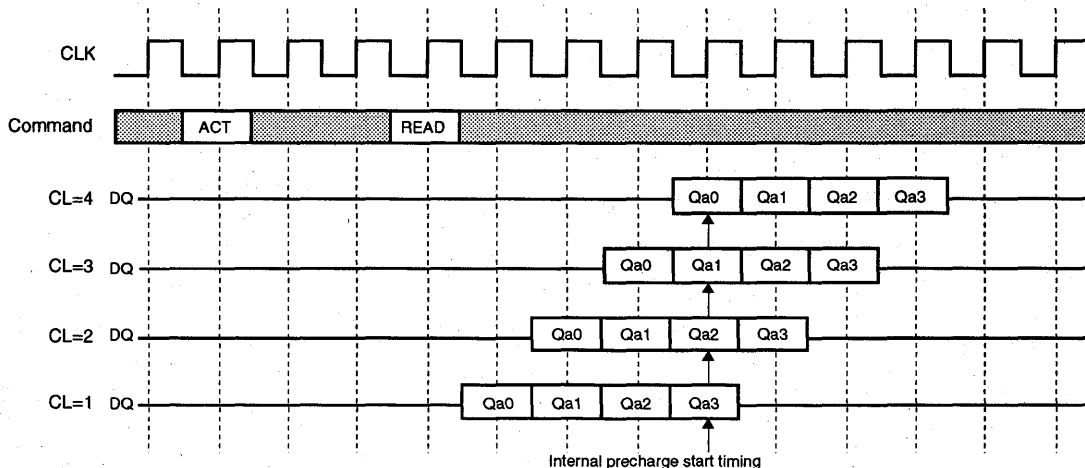 CLK
Command ACT READ
CL=4 DQ Qa0 Qa1 Qa2 Qa3
CL=3 DQ Qa0 Qa1 Qa2 Qa3
CL=2 DQ Qa0 Qa1 Qa2 Qa3
CL=1 DQ Qa0 Qa1 Qa2 Qa3
Internal precharge start timing